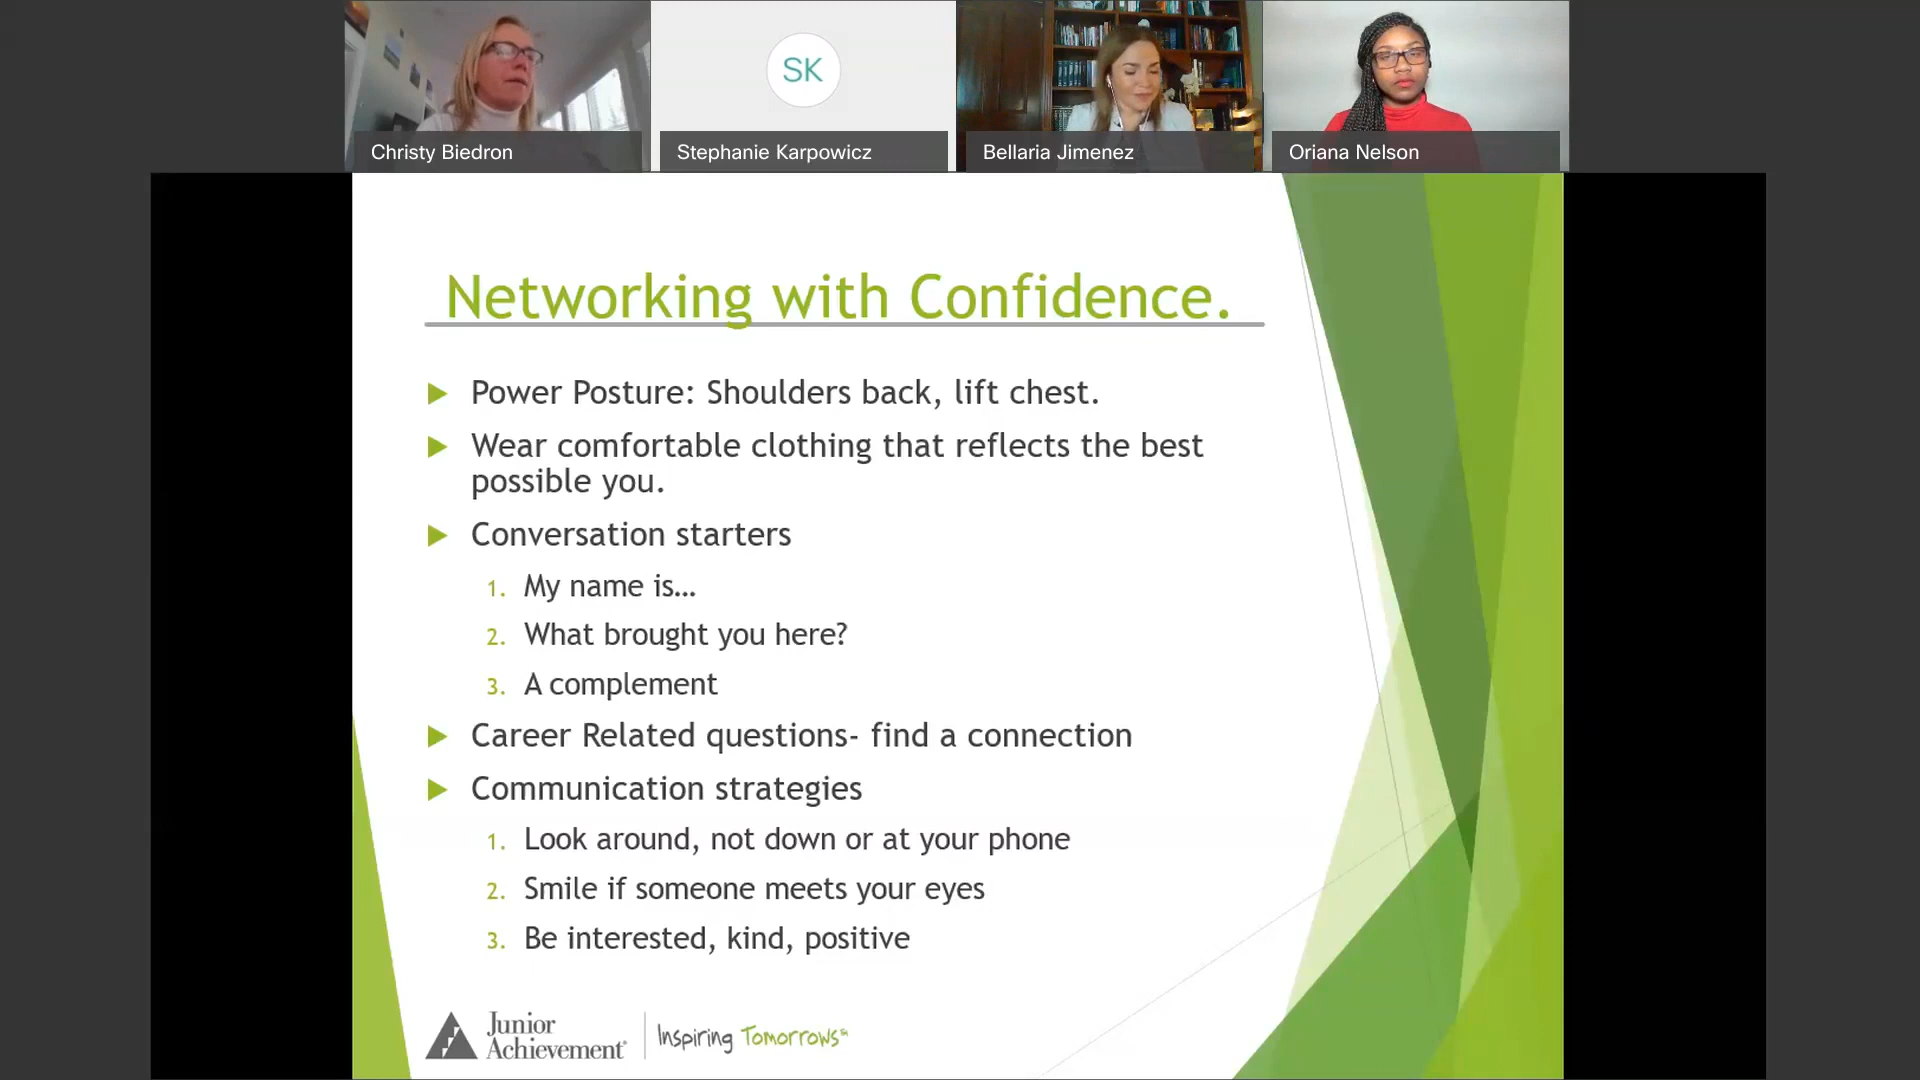 Christy Biedron
SK
Stephanie Karpowicz
Bellaria Jimenez
Oriana Nelson
Networking with Confidence.
Power Posture: Shoulders back, lift chest.
Wear comfortable clothing that reflects the best
possible you.
Conversation starters
1. My name is…
2. What brought you here?
3. A complement
Career Related questions- find a connection
Communication strategies
1. Look around, not down or at your phone
2. Smile if someone meets your eyes
3. Be interested, kind, positive
Junior
Achievement®
Inspiring Tomorrows℠